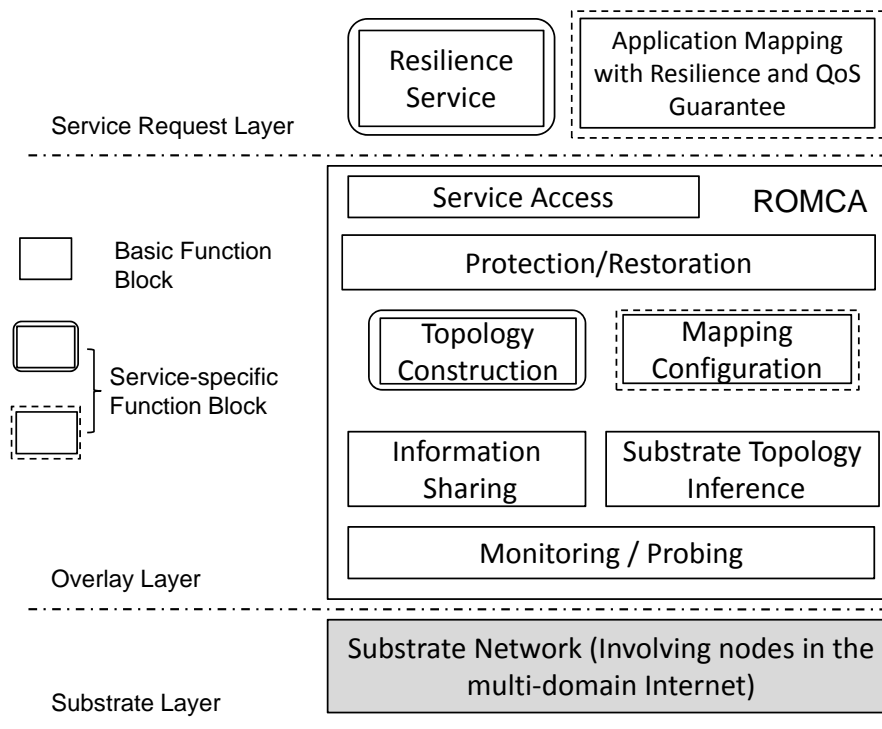 Resilience
Service
Application Mapping
with Resilience and QoS
Guarantee
Service Request Layer
Service Access
ROMCA
Basic Function
Block
Protection/Restoration
Topology
Construction
Mapping
Configuration
Service-specific
Function Block
Information
Sharing
Substrate Topology
Inference
Monitoring / Probing
Overlay Layer
Substrate Network (Involving nodes in the
multi-domain Internet)
Substrate Layer